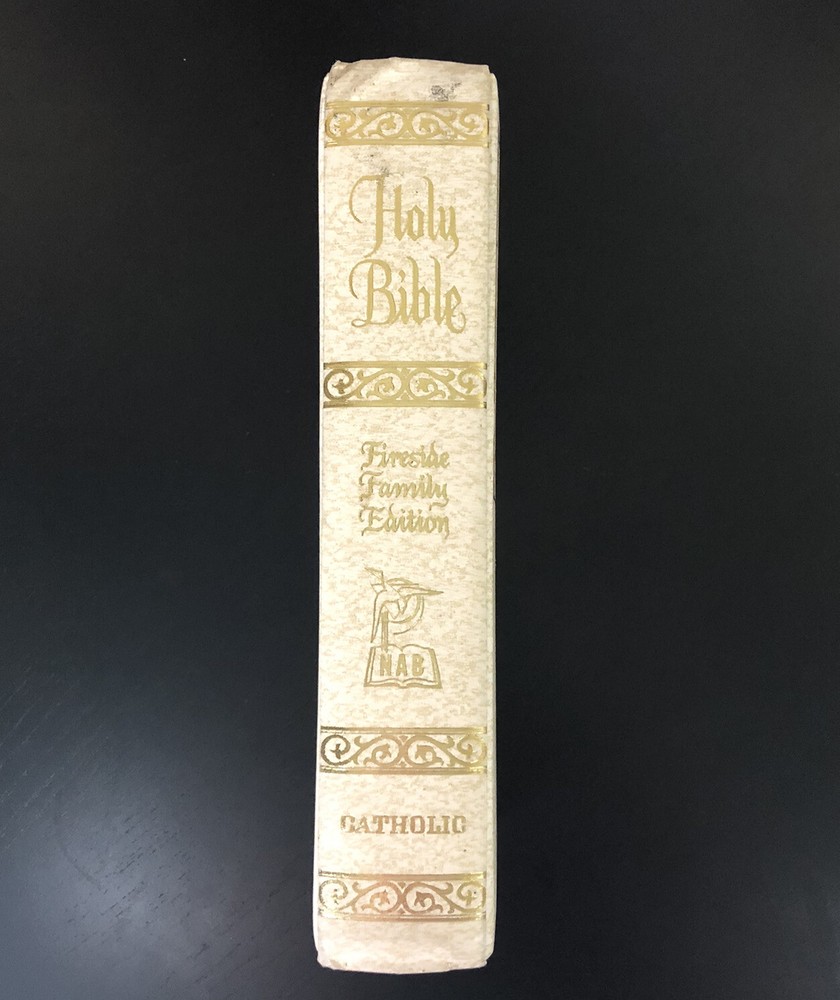 Holy
Bible
Fireside
Family
Edition
NAB
CATHOLIC